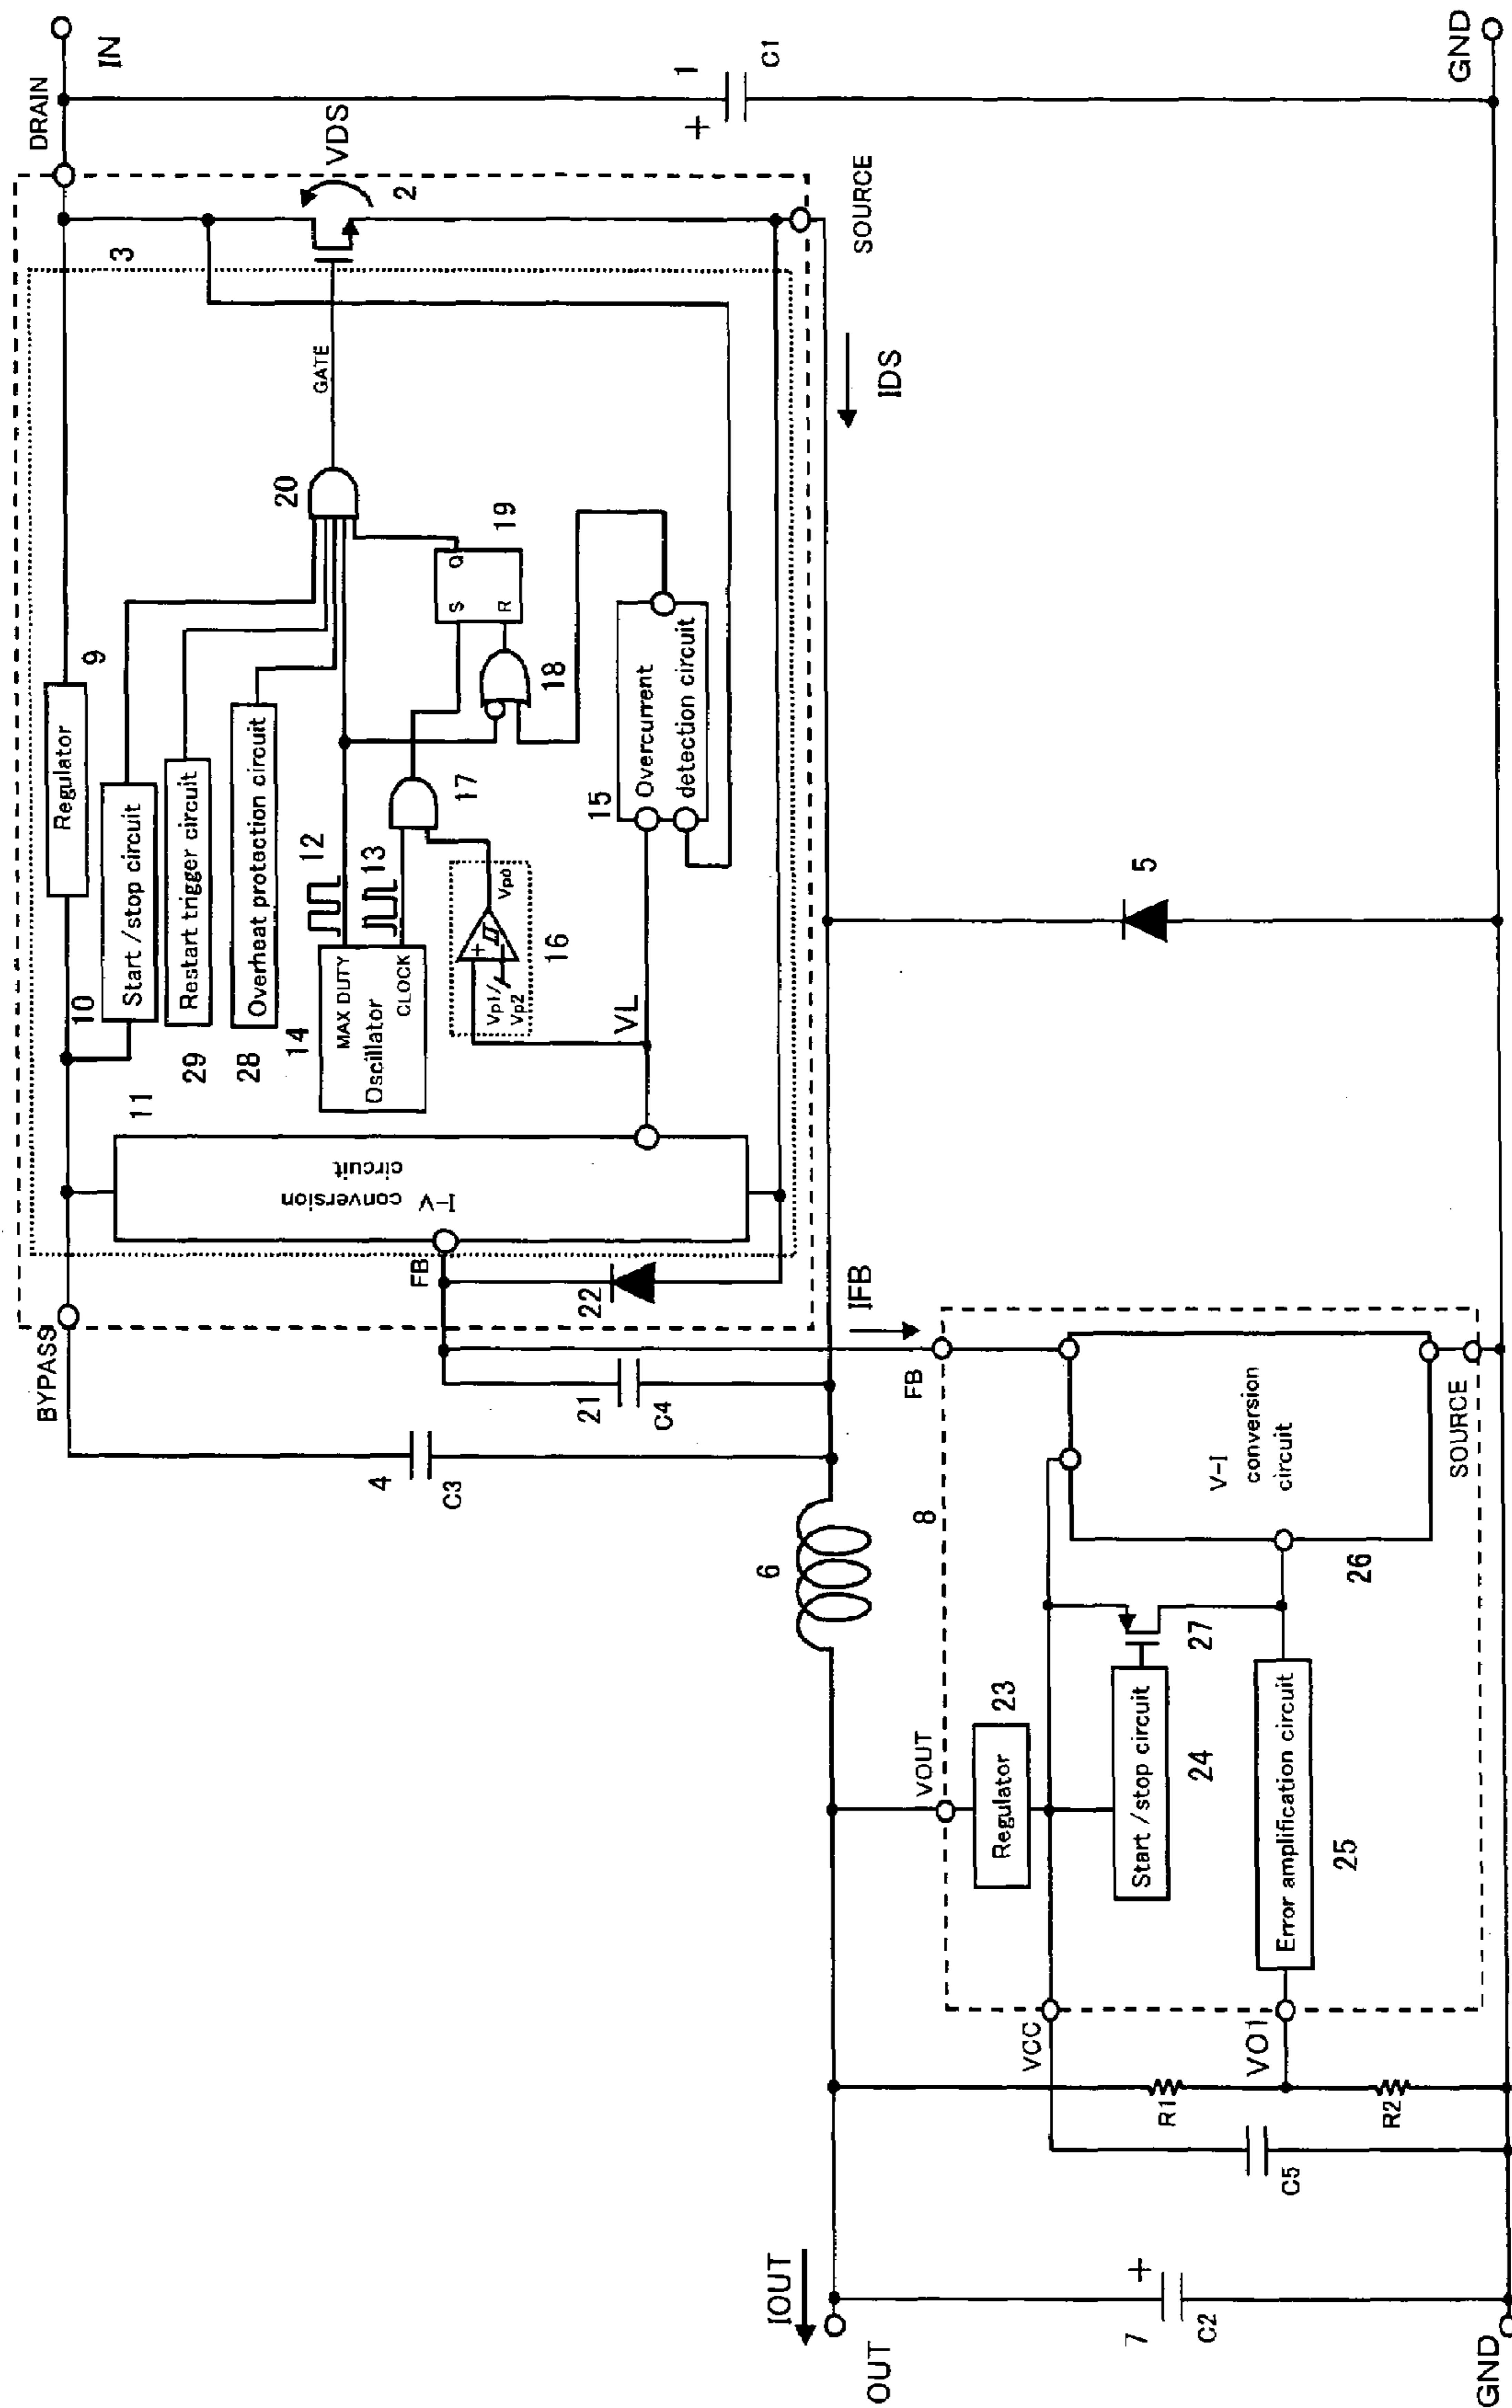 DRAIN
IN
1
+
C1
GND
VDS
2
SOURCE
3
GATE
IDS
20
19
Q
S
R
18
9
Regulator
10
Start /stop circuit
Restart trigger circuit
29
Overheat protection circuit
28
12
13
14
MAX DUTY
Oscillator
CLOCK
17
+
Vp1/
Vp2
Vp0
16
15
Overcurrent
detection circuit
VL
11
I-V conversion
circuit
FB
22
BYPASS
21
C4
4
C3
5
IFB
6
8
FB
V-I
conversion
circuit
SOURCE
26
27
VOUT
Regulator
23
Start /stop circuit
24
Error amplification circuit
25
VCC
VO1
R1
R2
C5
IOUT
OUT
7
+
C2
GND